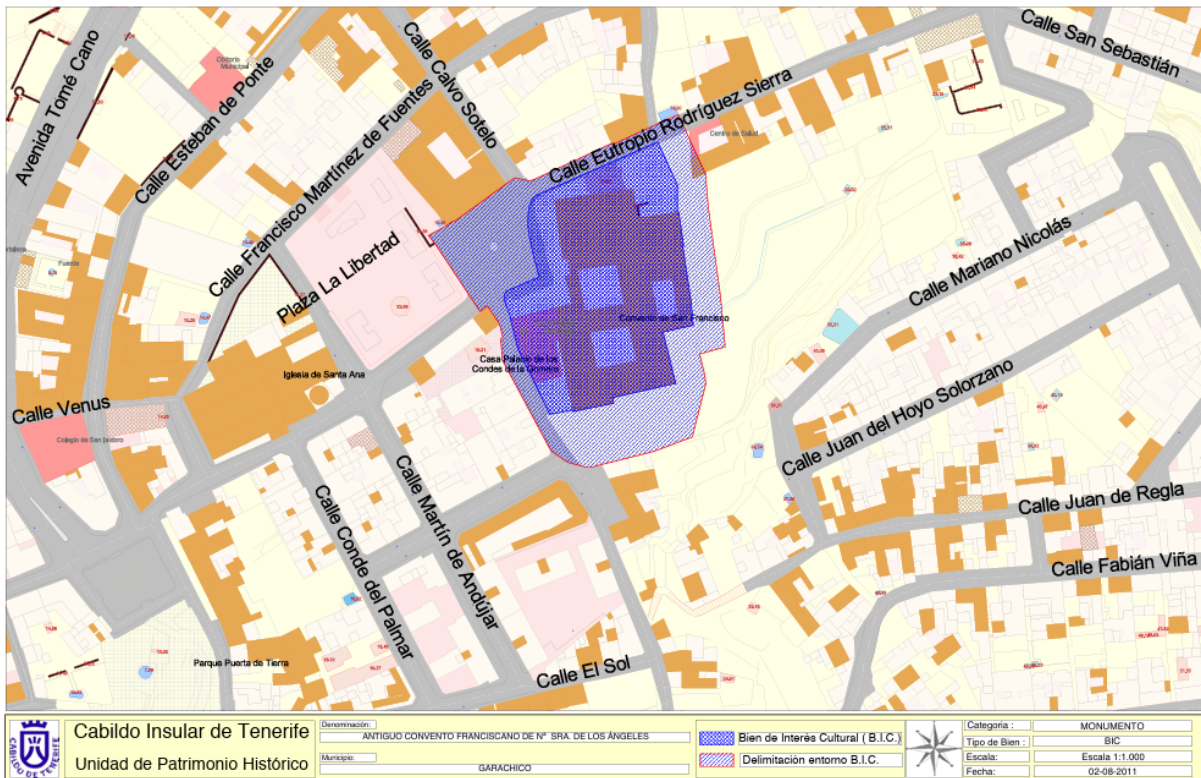 Calle San Sebastián
Avenida Tomé Cano
Calle Esteban de Ponte
Calle Calvo Sotelo
Calle Francisco Martínez de Fuentes
Calle Eutropio Rodríguez Sierra
Centro de Salud
Plaza La Libertad
Calle Mariano Nicolás
Convento de San Francisco
Casa Palacio de los
Condes de la Gomera
Iglesia de Santa Ana
Calle Venus
Colegio de San Isidoro
Calle Juan del Hoyo Solorzano
Calle Martín de Andújar
Calle Conde del Palmar
Calle Juan de Regla
Calle Fabián Viña
Parque Puerta de Tierra
Calle El Sol
CABILDO DE TENERIFE
Cabildo Insular de Tenerife
Unidad de Patrimonio Histórico
Denominación:
ANTIGUO CONVENTO FRANCISCANO DE Nª SRA. DE LOS ÁNGELES
Municipio:
GARACHICO
Bien de Interés Cultural ( B.I.C.)
Delimitación entorno B.I.C.
Categoria : MONUMENTO
Tipo de Bien : BIC
Escala: Escala 1:1.000
Fecha: 02-08-2011